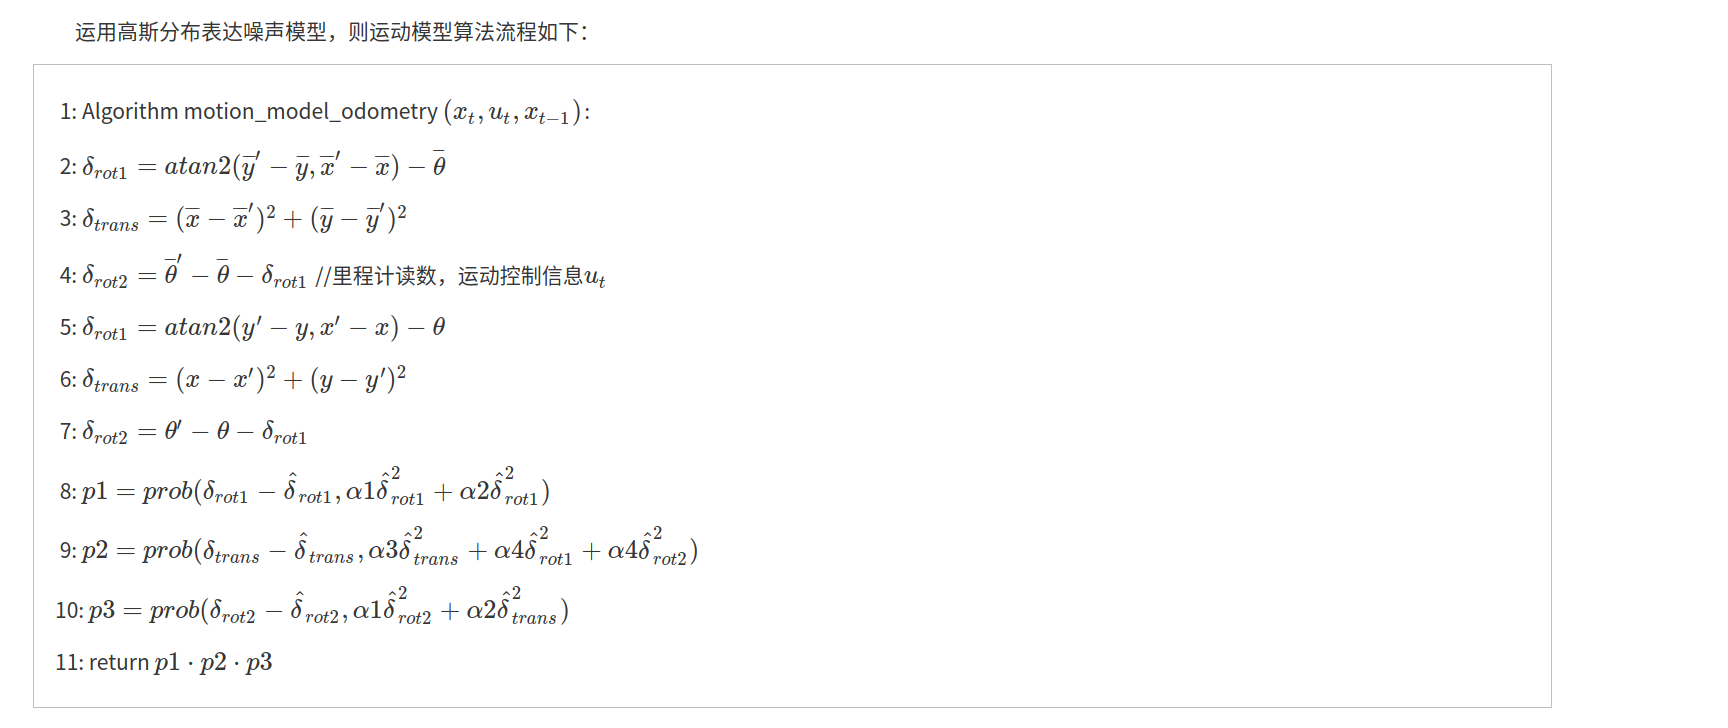 运用高斯分布表达噪声模型，则运动模型算法流程如下：
1: Algorithm motion_model_odometry $(x_t, u_t, x_{t-1})$:
2: $\delta_{rot1} = atan2(\overline{y}' - \overline{y}, \overline{x}' - \overline{x}) - \overline{\theta}$
3: $\delta_{trans} = (\overline{x} - \overline{x}')^2 + (\overline{y} - \overline{y}')^2$
4: $\delta_{rot2} = \overline{\theta}' - \overline{\theta} - \delta_{rot1}$ //里程计读数，运动控制信息$u_t$
5: $\delta_{rot1} = atan2(y' - y, x' - x) - \theta$
6: $\delta_{trans} = (x - x')^2 + (y - y')^2$
7: $\delta_{rot2} = \theta' - \theta - \delta_{rot1}$
8: $p1 = prob(\delta_{rot1} - \hat{\delta}_{rot1}, \alpha1\hat{\delta}^2_{rot1} + \alpha2\hat{\delta}^2_{rot1})$
9: $p2 = prob(\delta_{trans} - \hat{\delta}_{trans}, \alpha3\hat{\delta}^2_{trans} + \alpha4\hat{\delta}^2_{rot1} + \alpha4\hat{\delta}^2_{rot2})$
10: $p3 = prob(\delta_{rot2} - \hat{\delta}_{rot2}, \alpha1\hat{\delta}^2_{rot2} + \alpha2\hat{\delta}^2_{trans})$
11: return $p1 \cdot p2 \cdot p3$